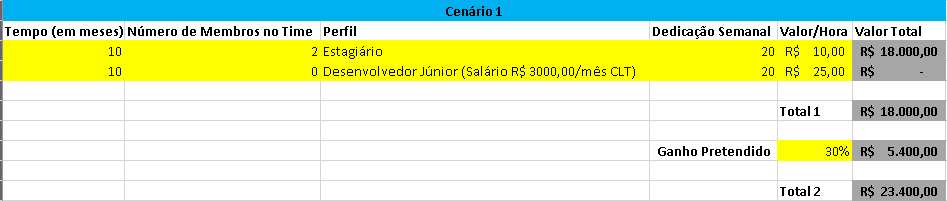 Cenário 1
Tempo (em meses) Número de Membros no Time Perfil Dedicação Semanal Valor/Hora Valor Total
10 2 Estagiário 20 R$ 10,00 R$ 18.000,00
10 0 Desenvolvedor Júnior (Salário R$ 3000,00/mês CLT) 20 R$ 25,00 R$ -
Total 1 R$ 18.000,00
Ganho Pretendido 30% R$ 5.400,00
Total 2 R$ 23.400,00